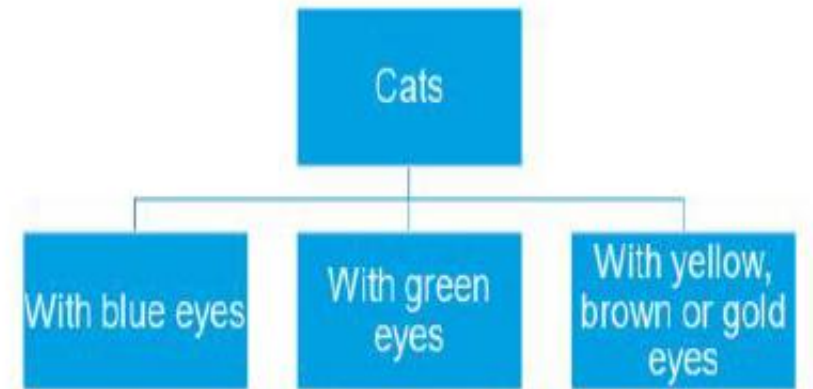 Cats
With blue eyes
With green
eyes
With yellow,
brown or gold
eyes